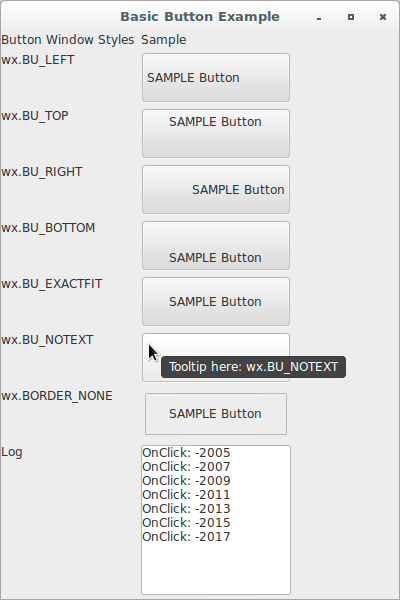 Basic Button Example
Button Window Styles Sample
wx.BU_LEFT
SAMPLE Button
wx.BU_TOP
SAMPLE Button
wx.BU_RIGHT
SAMPLE Button
wx.BU_BOTTOM
SAMPLE Button
wx.BU_EXACTFIT
SAMPLE Button
wx.BU_NOTEXT
Tooltip here: wx.BU_NOTEXT
wx.BORDER_NONE
SAMPLE Button
Log
OnClick: -2005
OnClick: -2007
OnClick: -2009
OnClick: -2011
OnClick: -2013
OnClick: -2015
OnClick: -2017